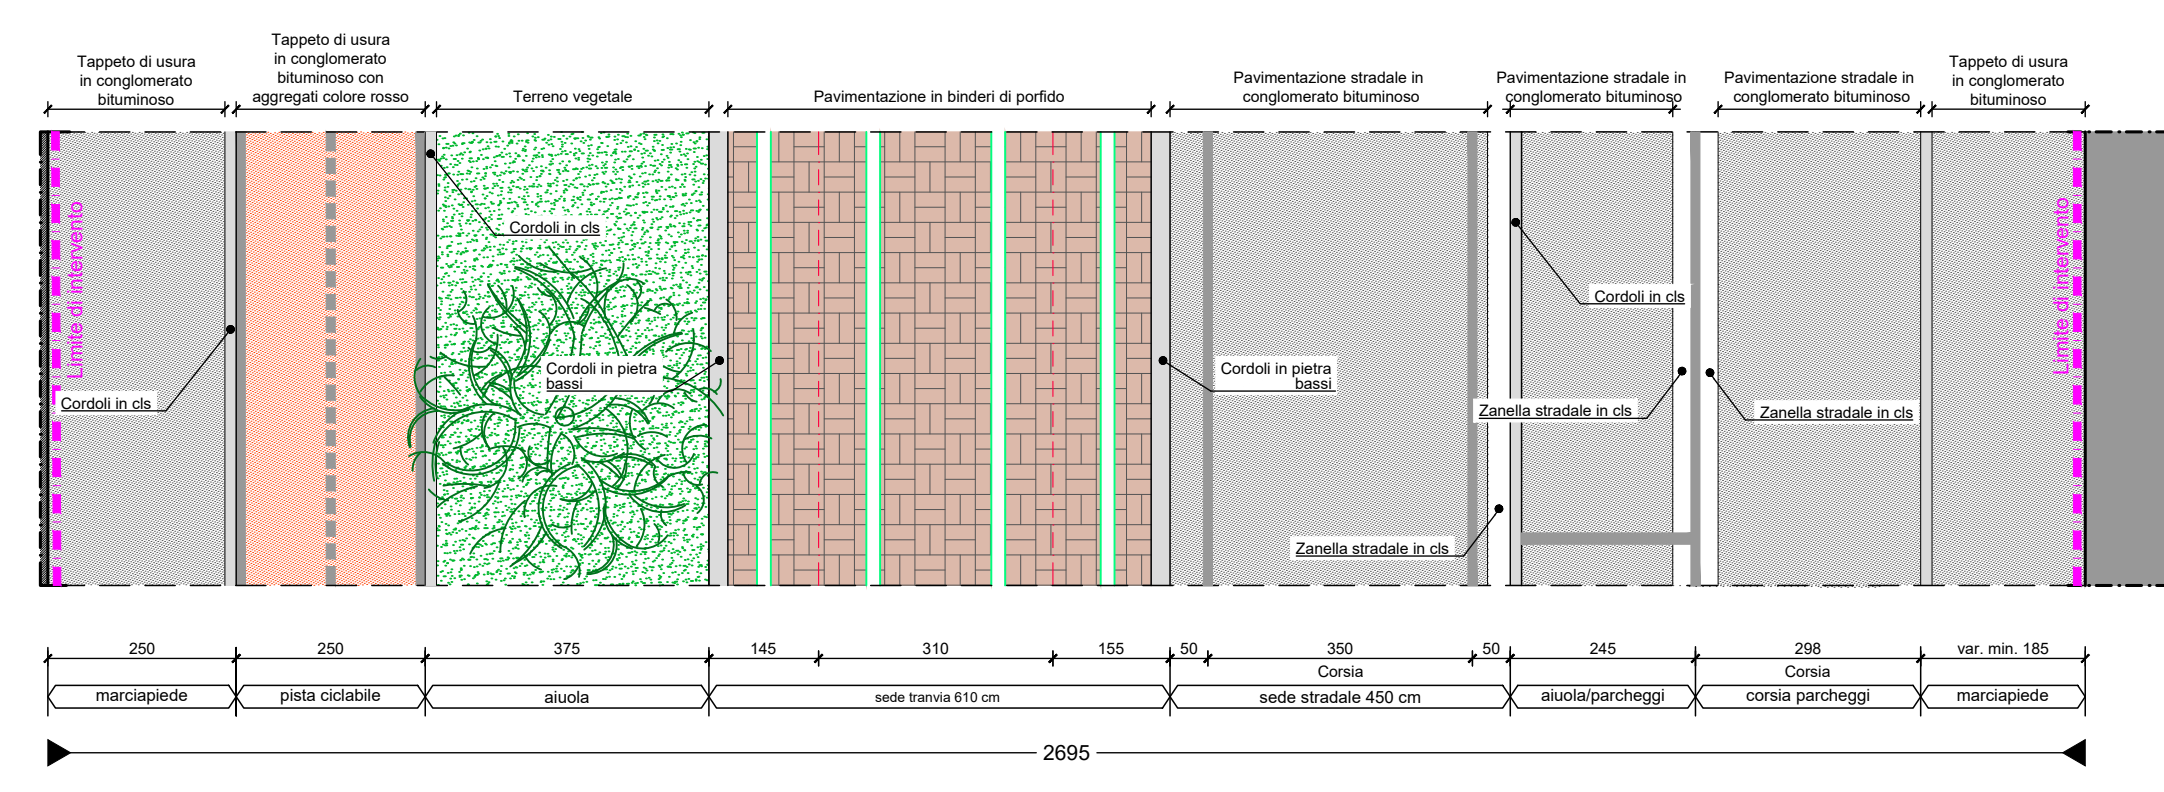 Tappeto di usura
in conglomerato
bituminoso
Tappeto di usura
in conglomerato
bituminoso con
aggregati colore rosso
Terreno vegetale
Pavimentazione in binderi di porfido
Pavimentazione stradale in
conglomerato bituminoso
Pavimentazione stradale in
conglomerato bituminoso
Pavimentazione stradale in
conglomerato bituminoso
Tappeto di usura
in conglomerato
bituminoso
Limite di intervento
Cordoli in cls
Cordoli in cls
Cordoli in pietra
bassi
Cordoli in pietra
bassi
Zanella stradale in cls
Cordoli in cls
Zanella stradale in cls
Zanella stradale in cls
Limite di intervento
250
250
375
145
310
155
50
350
50
245
298
var. min. 185
Corsia
Corsia
marciapiede
pista ciclabile
aiuola
sede tranvia 610 cm
sede stradale 450 cm
aiuola/parcheggi
corsia parcheggi
marciapiede
2695